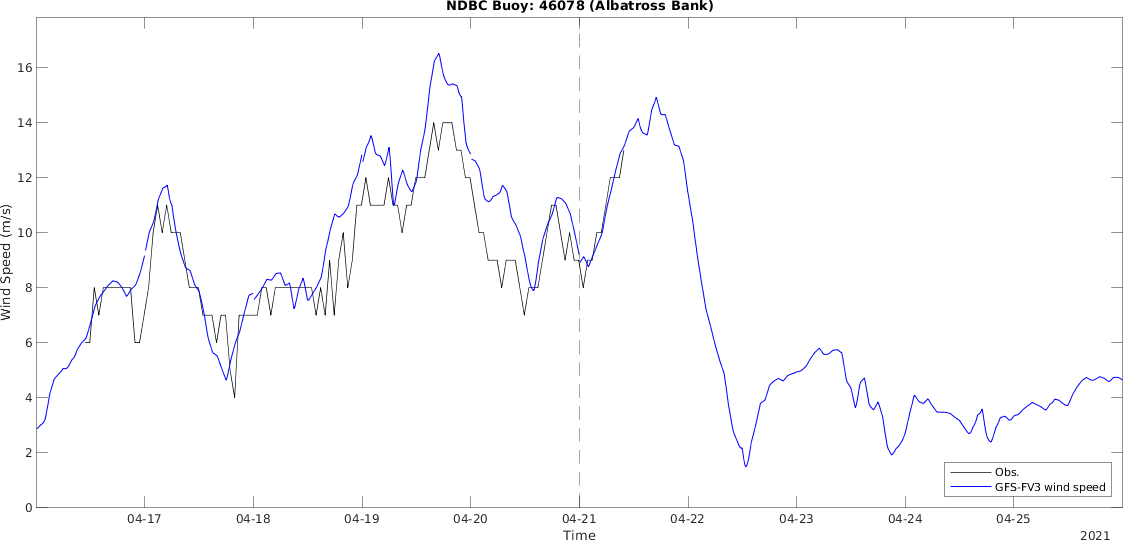 NDBC Buoy: 46078 (Albatross Bank)
16
14
12
10
8
6
4
2
0
Wind Speed (m/s)
Obs.
GFS-FV3 wind speed
04-17 04-18 04-19 04-20 04-21 04-22 04-23 04-24 04-25
Time
2021